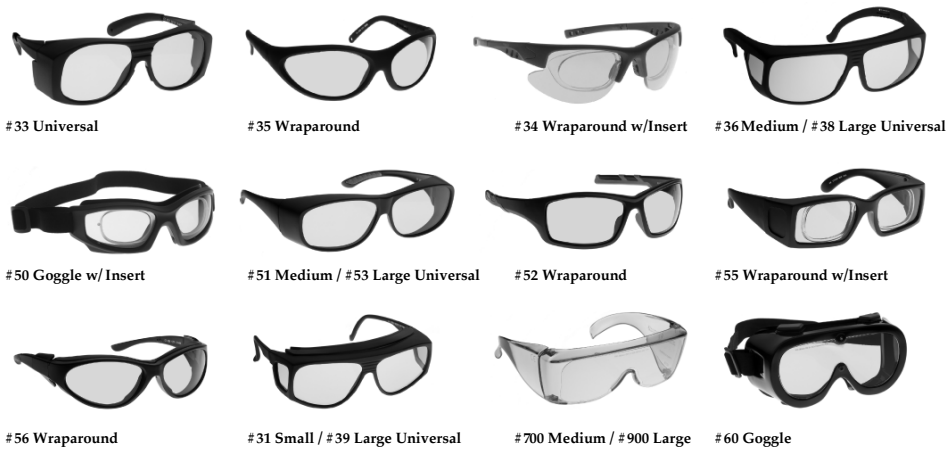 #33 Universal
#35 Wraparound
#34 Wraparound w/Insert
#36 Medium / #38 Large Universal
#50 Goggle w/ Insert
#51 Medium / #53 Large Universal
#52 Wraparound
#55 Wraparound w/Insert
#56 Wraparound
#31 Small / #39 Large Universal
#700 Medium / #900 Large
#60 Goggle